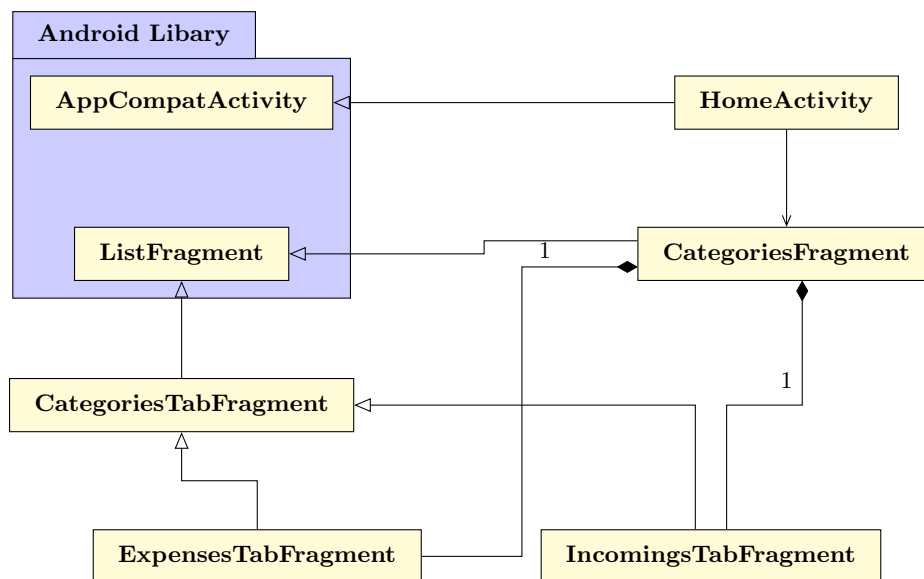 Android Libary
AppCompatActivity
HomeActivity
ListFragment
1
CategoriesFragment
1
CategoriesTabFragment
ExpensesTabFragment
IncomingsTabFragment